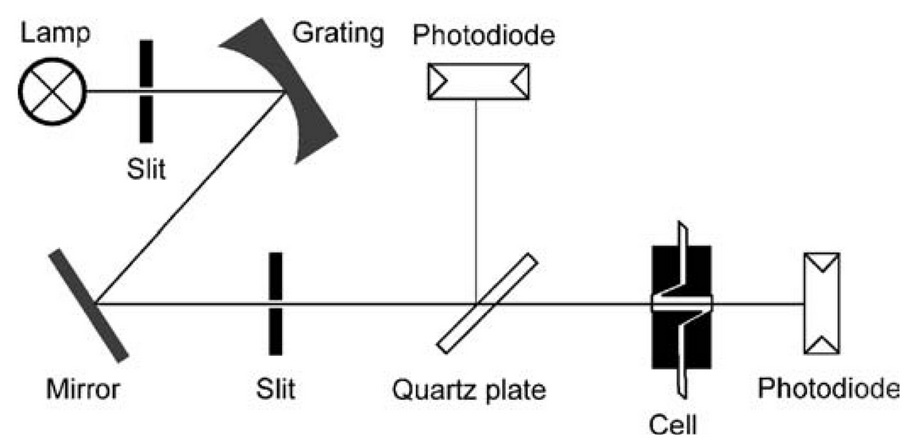 Lamp
Grating
Photodiode
Slit
Mirror
Slit
Quartz plate
Cell
Photodiode